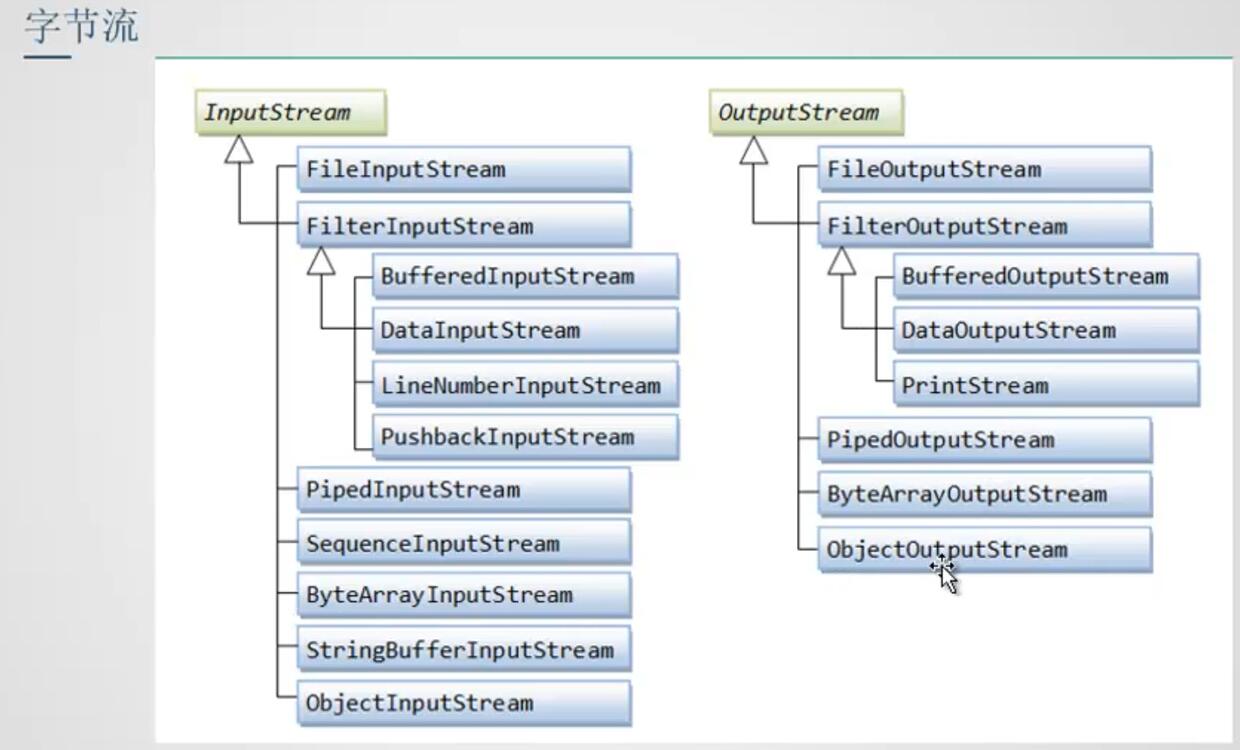 字节流
InputStream
FileInputStream
FilterInputStream
BufferedInputStream
DataInputStream
LineNumberInputStream
PushbackInputStream
PipedInputStream
SequenceInputStream
ByteArrayInputStream
StringBufferInputStream
ObjectInputStream
OutputStream
FileOutputStream
FilterOutputStream
BufferedOutputStream
DataOutputStream
PrintStream
PipedOutputStream
ByteArrayOutputStream
ObjectOutputStream